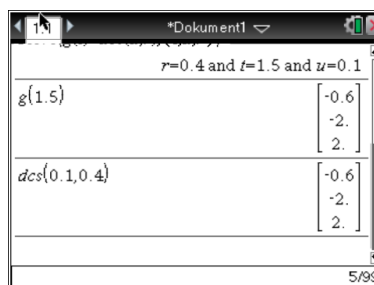 1.1 *Dokument1
r=0.4 and t=1.5 and u=0.1
g(1.5)
[-0.6
-2.
2. ]
dcs(0.1,0.4)
[-0.6
-2.
2. ]
5/99